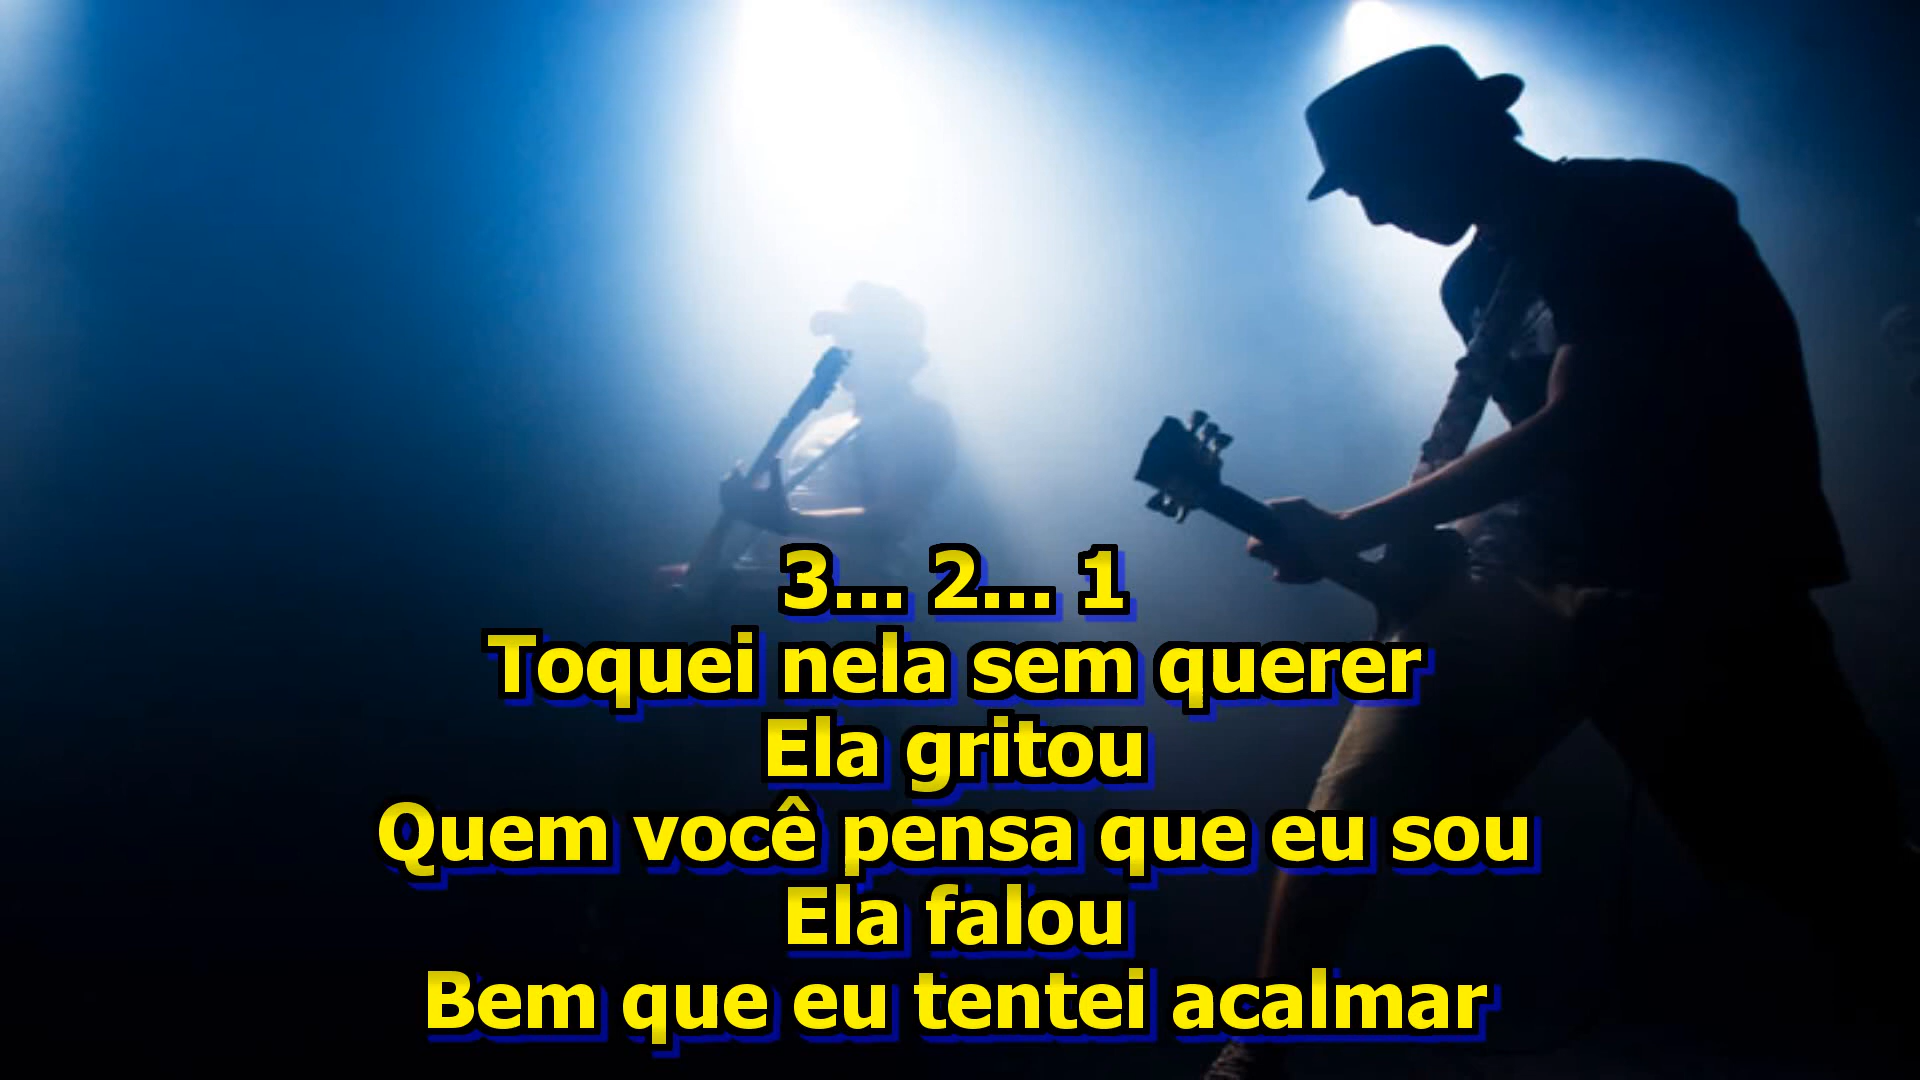 3... 2... 1
Toquei nela sem querer
Ela gritou
Quem você pensa que eu sou
Ela falou
Bem que eu tentei acalmar